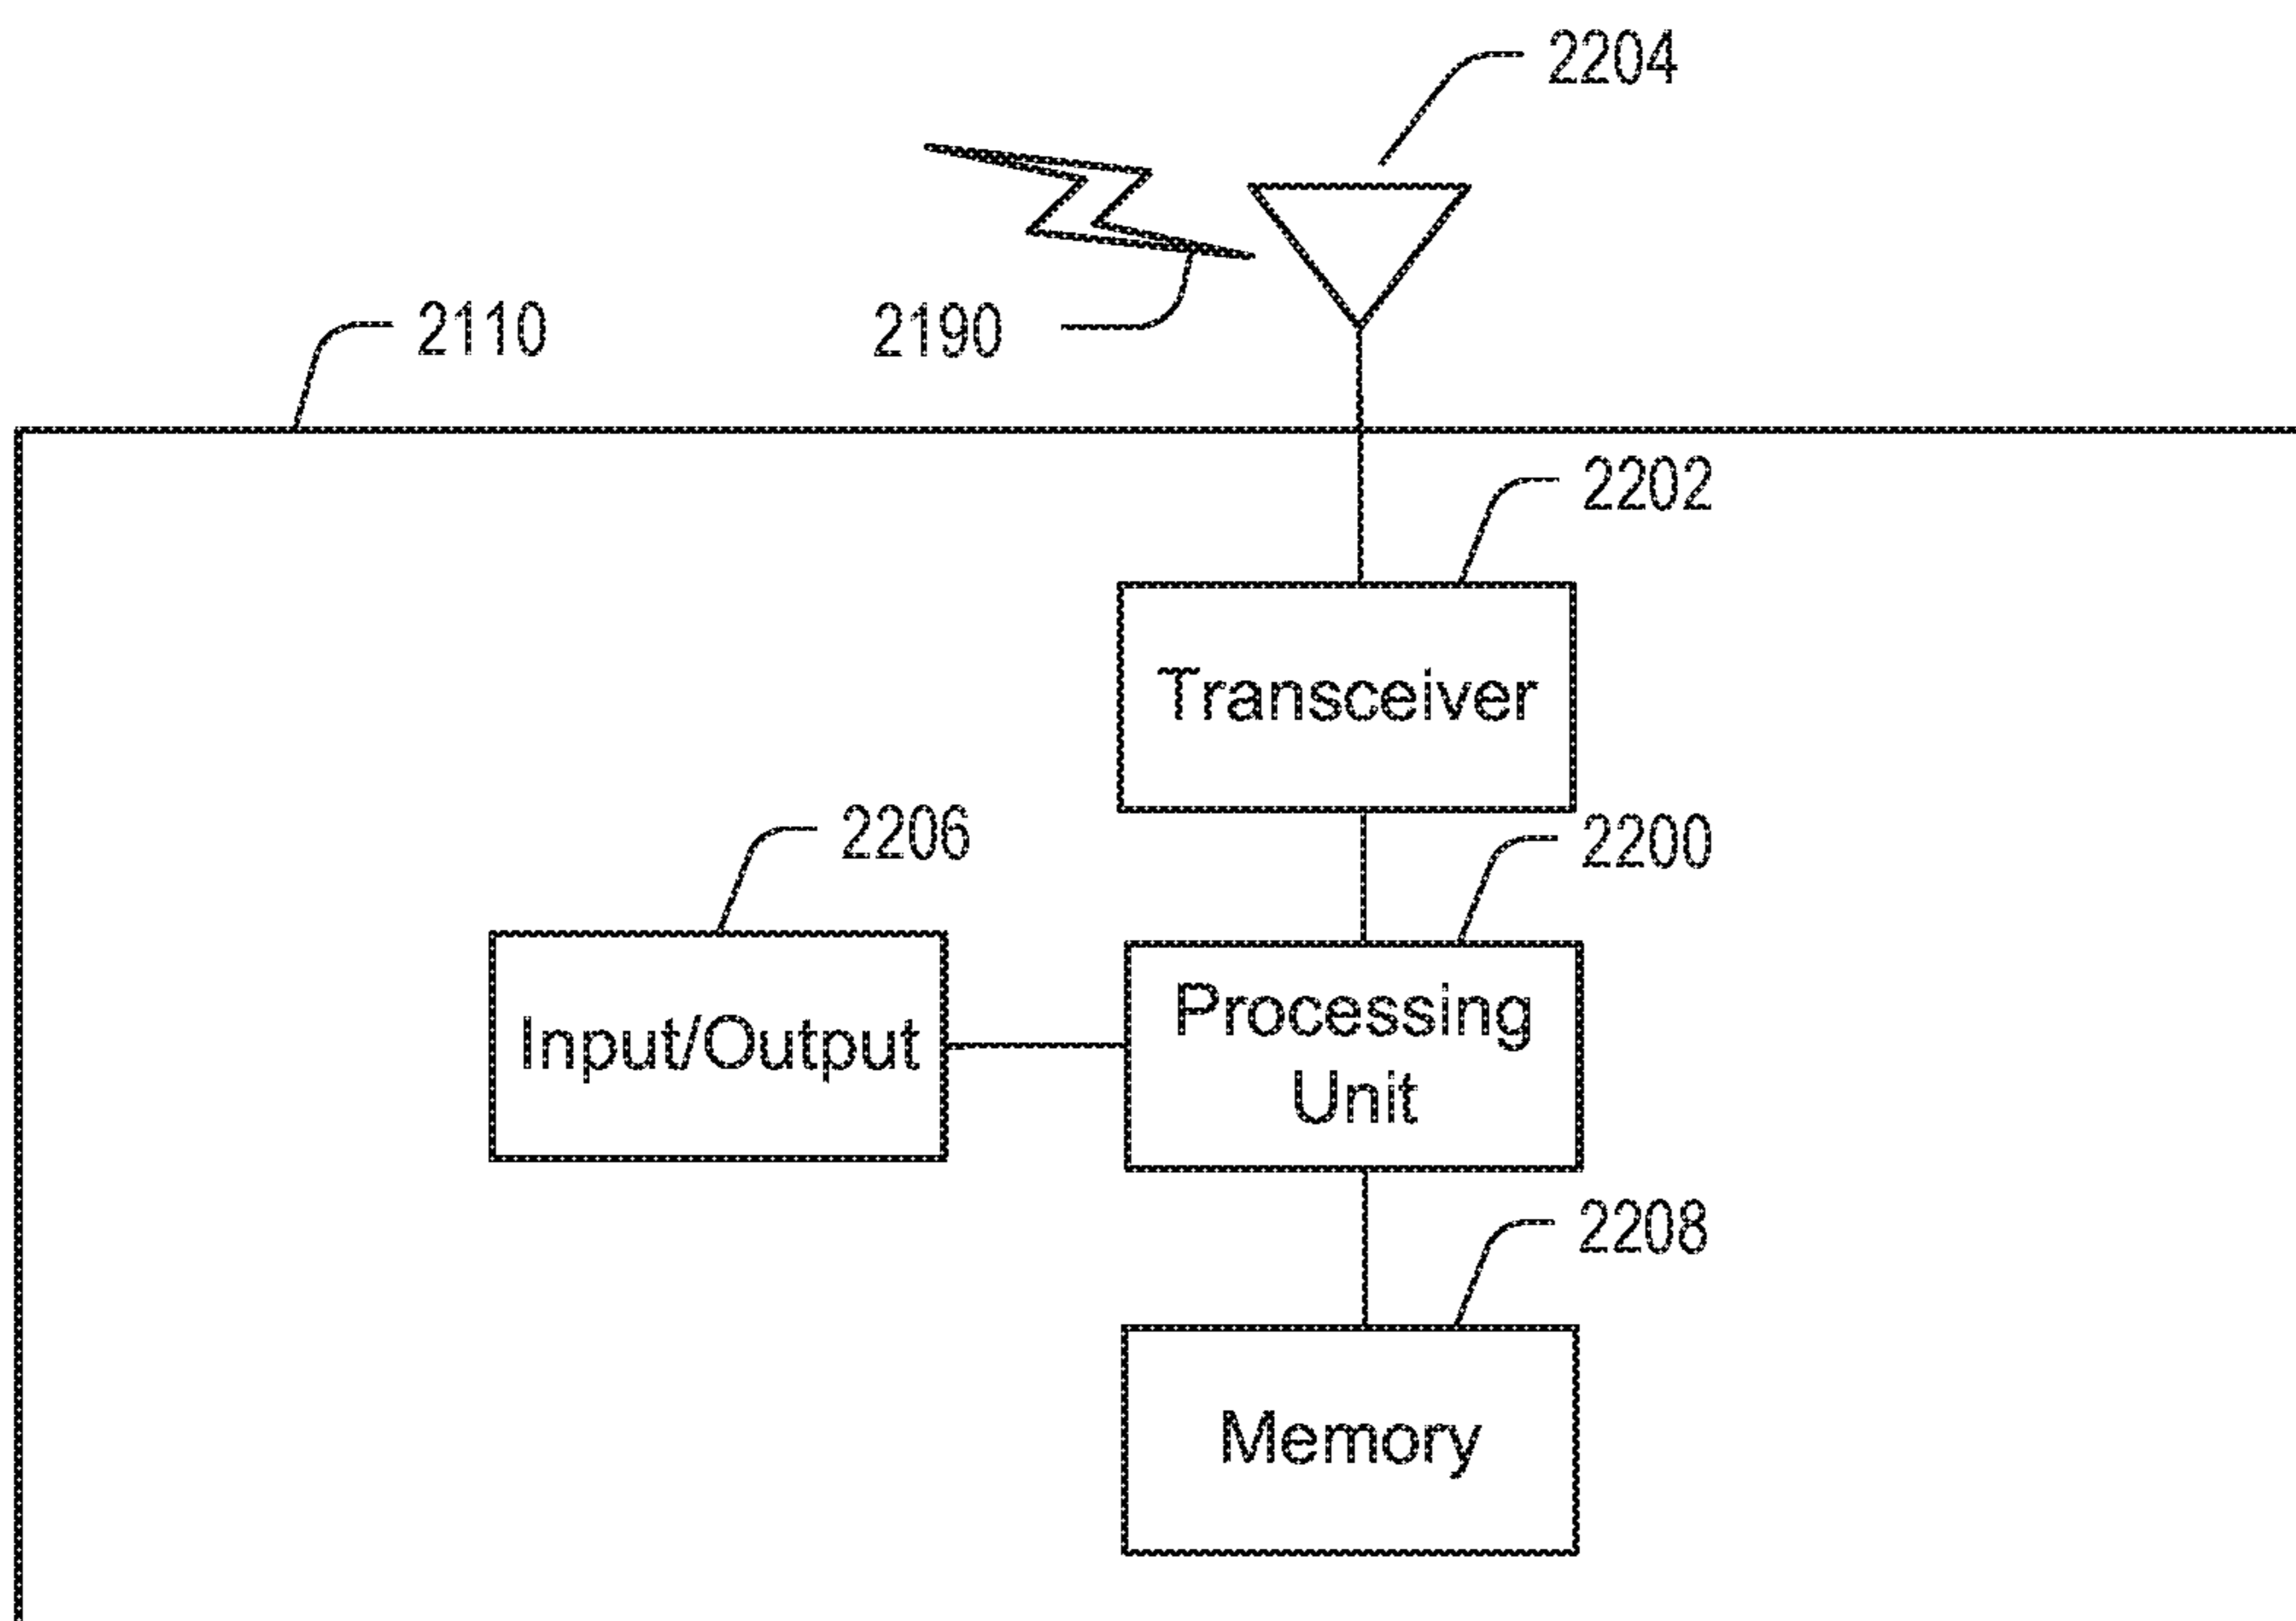 2204
2190
2110
2202
Transceiver
2206
2200
Input/Output
Processing
Unit
2208
Memory